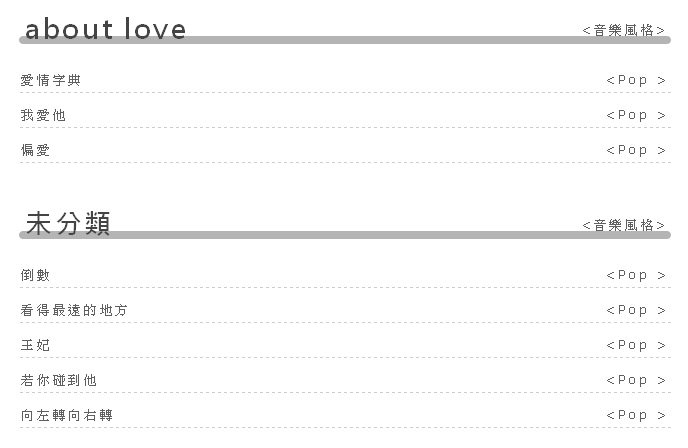 about love <音樂風格>
愛情字典 <Pop >
我愛他 <Pop >
偏愛 <Pop >
未分類 <音樂風格>
倒數 <Pop >
看得最遠的地方 <Pop >
王妃 <Pop >
若你碰到他 <Pop >
向左轉向右轉 <Pop >